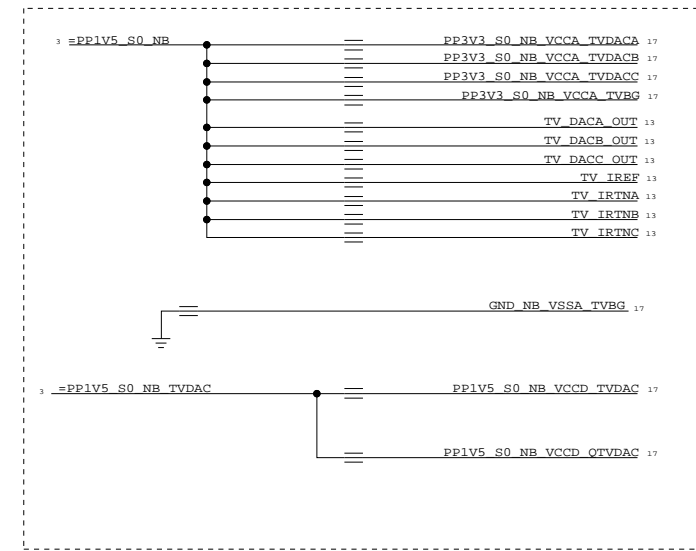 3 =PP1V5_S0_NB PP3V3_S0_NB_VCCA_TVDACA 17
PP3V3_S0_NB_VCCA_TVDACB 17
PP3V3_S0_NB_VCCA_TVDACC 17
PP3V3_S0_NB_VCCA_TVBG 17
TV_DACA_OUT 13
TV_DACB_OUT 13
TV_DACC_OUT 13
TV_IREF 13
TV_IRTNA 13
TV_IRTNB 13
TV_IRTNC 13
GND_NB_VSSA_TVBG 17
3 =PP1V5_S0_NB_TVDAC PP1V5_S0_NB_VCCD_TVDAC 17
PP1V5_S0_NB_VCCD_QTVDAC 17